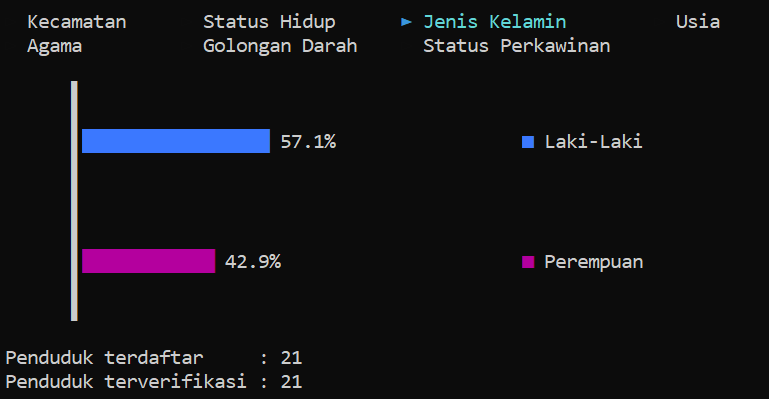 Kecamatan Status Hidup ► Jenis Kelamin Usia
Agama Golongan Darah Status Perkawinan
57.1% ■ Laki-Laki
42.9% ■ Perempuan
Penduduk terdaftar : 21
Penduduk terverifikasi : 21